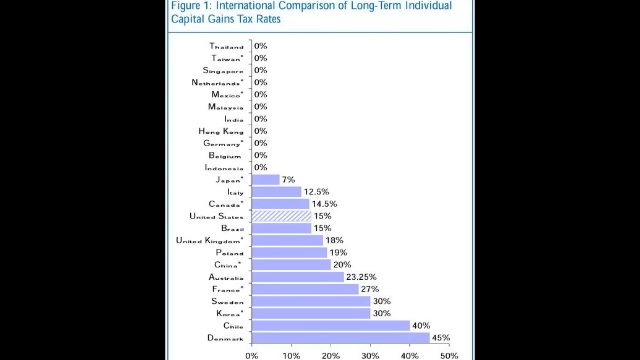 Figure 1: International Comparison of Long-Term Individual
Capital Gains Tax Rates
Thailand 0%
Taiwan* 0%
Singapore 0%
Netherlands* 0%
Mexico* 0%
Malaysia 0%
India 0%
Hong Kong 0%
Germany* 0%
Belgium 0%
Indonesia 0%
Japan* 7%
Italy 12.5%
Canada* 14.5%
United States 15%
Brazil 15%
United Kingdom* 18%
Poland 19%
China* 20%
Australia 23.25%
France* 27%
Sweden 30%
Korea* 30%
Chile 40%
Denmark 45%
0% 10% 20% 30% 40% 50%